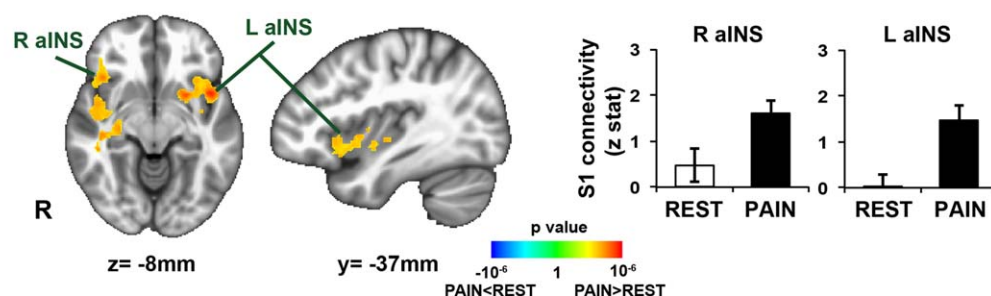 R aINS
L aINS
R
z= -8mm
y= -37mm
p value
-10-6
1
10-6
PAIN<REST
PAIN>REST
S1 connectivity
(z stat)
R aINS
3
2
1
0
REST
PAIN
L aINS
3
2
1
0
REST
PAIN